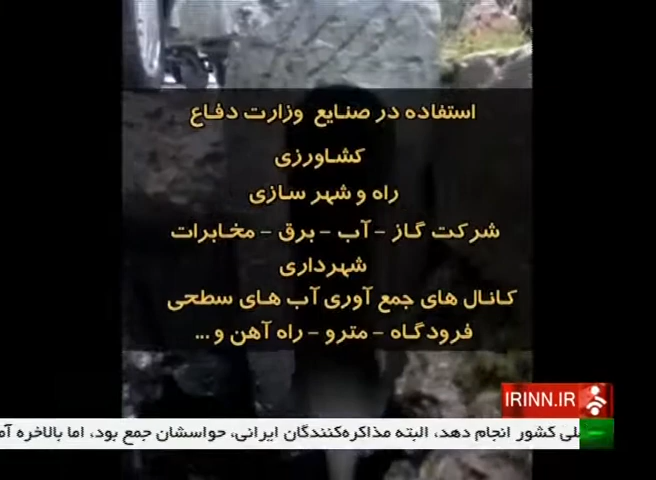 استفاده در صنایع وزارت دفاع
کشاورزی
راه و شهر سازی
شرکت گاز – آب – برق – مخابرات
شهرداری
کانال های جمع آوری آب های سطحی
فرودگاه – مترو – راه آهن و ...
IRINN.IR
کشور انجام دهد، البته مذاکره‌کنندگان ایرانی، حواسشان جمع بود، اما بالاخره